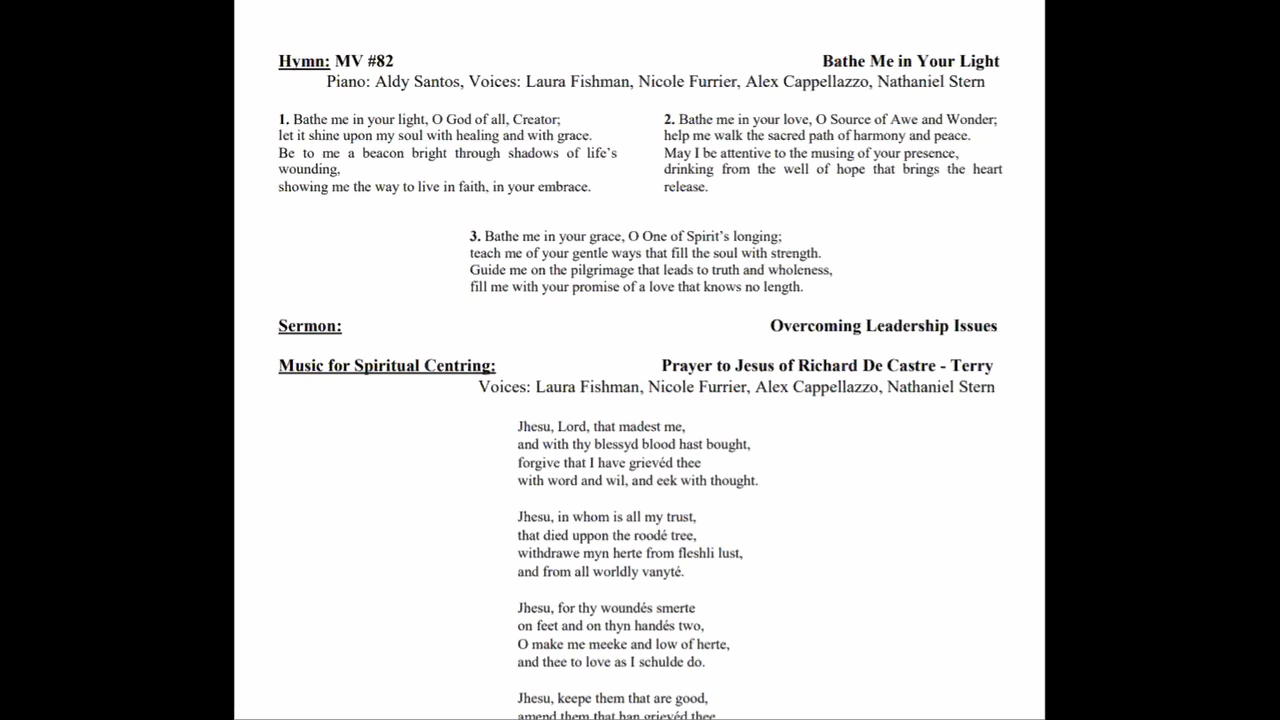 Hymn: MV #82 Bathe Me in Your Light
Piano: Aldy Santos, Voices: Laura Fishman, Nicole Furrier, Alex Cappellazzo, Nathaniel Stern
1. Bathe me in your light, O God of all, Creator;
let it shine upon my soul with healing and with grace.
Be to me a beacon bright through shadows of life's
wounding,
showing me the way to live in faith, in your embrace.
2. Bathe me in your love, O Source of Awe and Wonder;
help me walk the sacred path of harmony and peace.
May I be attentive to the musing of your presence,
drinking from the well of hope that brings the heart
release.
3. Bathe me in your grace, O One of Spirit's longing;
teach me of your gentle ways that fill the soul with strength.
Guide me on the pilgrimage that leads to truth and wholeness,
fill me with your promise of a love that knows no length.
Sermon: Overcoming Leadership Issues
Music for Spiritual Centring: Prayer to Jesus of Richard De Castre - Terry
Voices: Laura Fishman, Nicole Furrier, Alex Cappellazzo, Nathaniel Stern
Jhesu, Lord, that madest me,
and with thy blessyd blood hast bought,
forgive that I have grievéd thee
with word and wil, and eek with thought.
Jhesu, in whom is all my trust,
that died uppon the roodé tree,
withdrawe myn herte from fleshli lust,
and from all worldly vanyté.
Jhesu, for thy woundés smerte
on feet and on thyn handés two,
O make me meeke and low of herte,
and thee to love as I schulde do.
Jhesu, keepe them that are good,
amend them that han grievéd thee